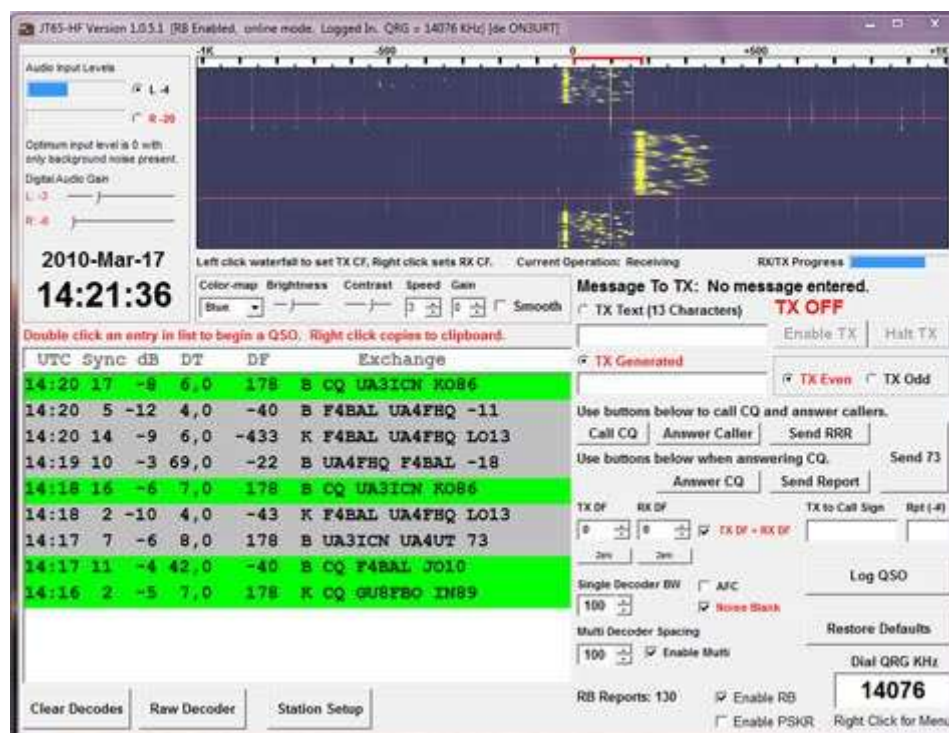 JT65-HF Version 1.0.5.1 [RB Enabled, online mode. Logged In. QRG = 14076 KHz] [de ON3URT]
-1K -500 0 +500 +1K
Audio Input Levels
L -4
R -20
Optimum input level is 0 with
only background noise present.
Digital Audio Gain
L: -3
R: -6
2010-Mar-17
14:21:36
Left click waterfall to set TX CF, Right click sets RX CF. Current Operation: Receiving RX/TX Progress
Color-map Brightness Contrast Speed Gain
Blue 3 0 Smooth
Message To TX: No message entered.
TX Text (13 Characters) TX OFF
Enable TX Halt TX
TX Generated
TX Even TX Odd
Double click an entry in list to begin a QSO. Right click copies to clipboard.
UTC Sync dB DT DF Exchange
14:20 17 -8 6,0 178 B CQ UA3ICN KO86
14:20 5 -12 4,0 -40 B F4BAL UA4FHQ -11
14:20 14 -9 6,0 -433 K F4BAL UA4FHQ LO13
14:19 10 -3 69,0 -22 B UA4FHQ F4BAL -18
14:18 16 -6 7,0 178 B CQ UA3ICN KO86
14:18 2 -10 4,0 -43 K F4BAL UA4FHQ LO13
14:17 7 -6 8,0 178 B UA3ICN UA4UT 73
14:17 11 -4 42,0 -40 B CQ F4BAL JO10
14:16 2 -5 7,0 178 K CQ GU8FBO IN89
Use buttons below to call CQ and answer callers.
Call CQ Answer Caller Send RRR
Use buttons below when answering CQ. Send 73
Answer CQ Send Report
TX DF RX DF TX to Call Sign Rpt (-#)
0 0 TX DF = RX DF
Zero Zero
Single Decoder BW AFC
100 Noise Blank
Log QSO
Multi Decoder Spacing
100 Enable Multi
Restore Defaults
Dial QRG KHz
14076
RB Reports: 130 Enable RB
Enable PSKR Right Click for Menu
Clear Decodes Raw Decoder Station Setup